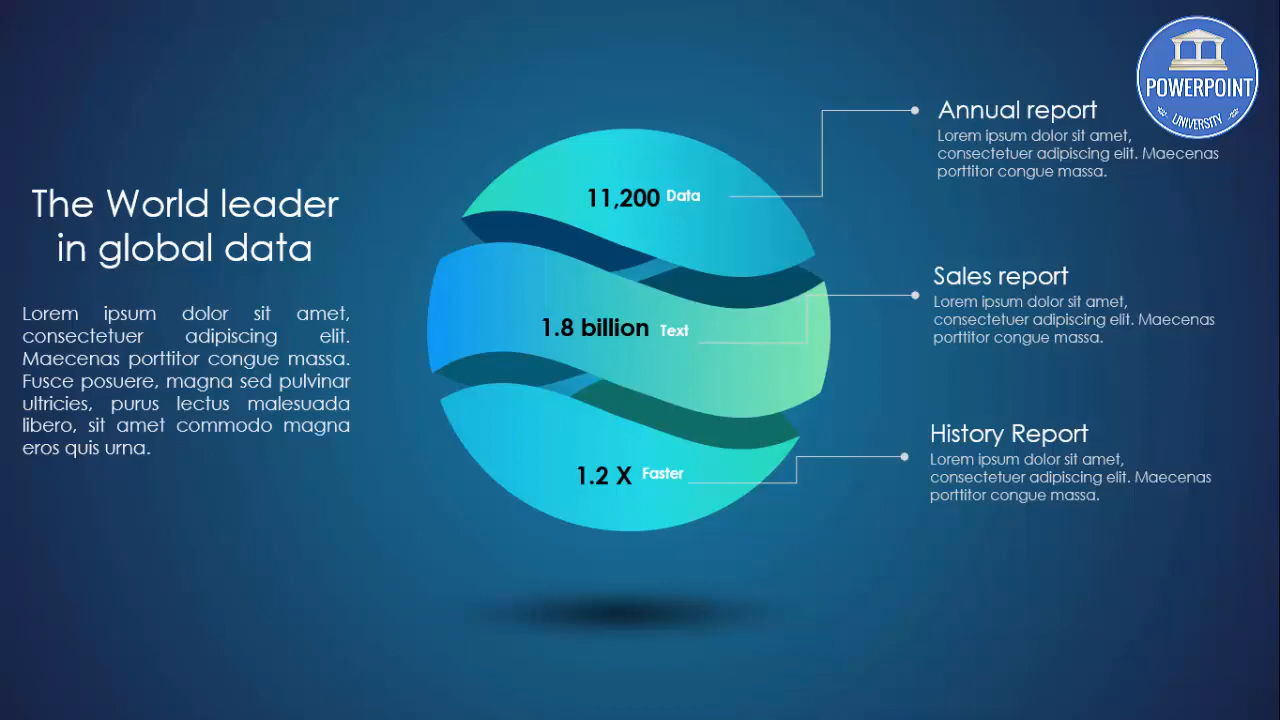 The World leader
in global data
Lorem ipsum dolor sit amet,
consectetuer adipiscing elit.
Maecenas porttitor congue massa.
Fusce posuere, magna sed pulvinar
ultricies, purus lectus malesuada
libero, sit amet commodo magna
eros quis urna.
11,200 Data
1.8 billion Text
1.2 X Faster
Annual report
Lorem ipsum dolor sit amet,
consectetuer adipiscing elit. Maecenas
porttitor congue massa.
Sales report
Lorem ipsum dolor sit amet,
consectetuer adipiscing elit. Maecenas
porttitor congue massa.
History Report
Lorem ipsum dolor sit amet,
consectetuer adipiscing elit. Maecenas
porttitor congue massa.
POWERPOINT
UNIVERSITY